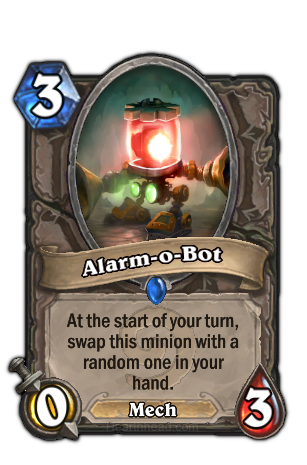 3
Alarm-o-Bot
At the start of your turn,
swap this minion with a
random one in your
hand.
0
Mech
3